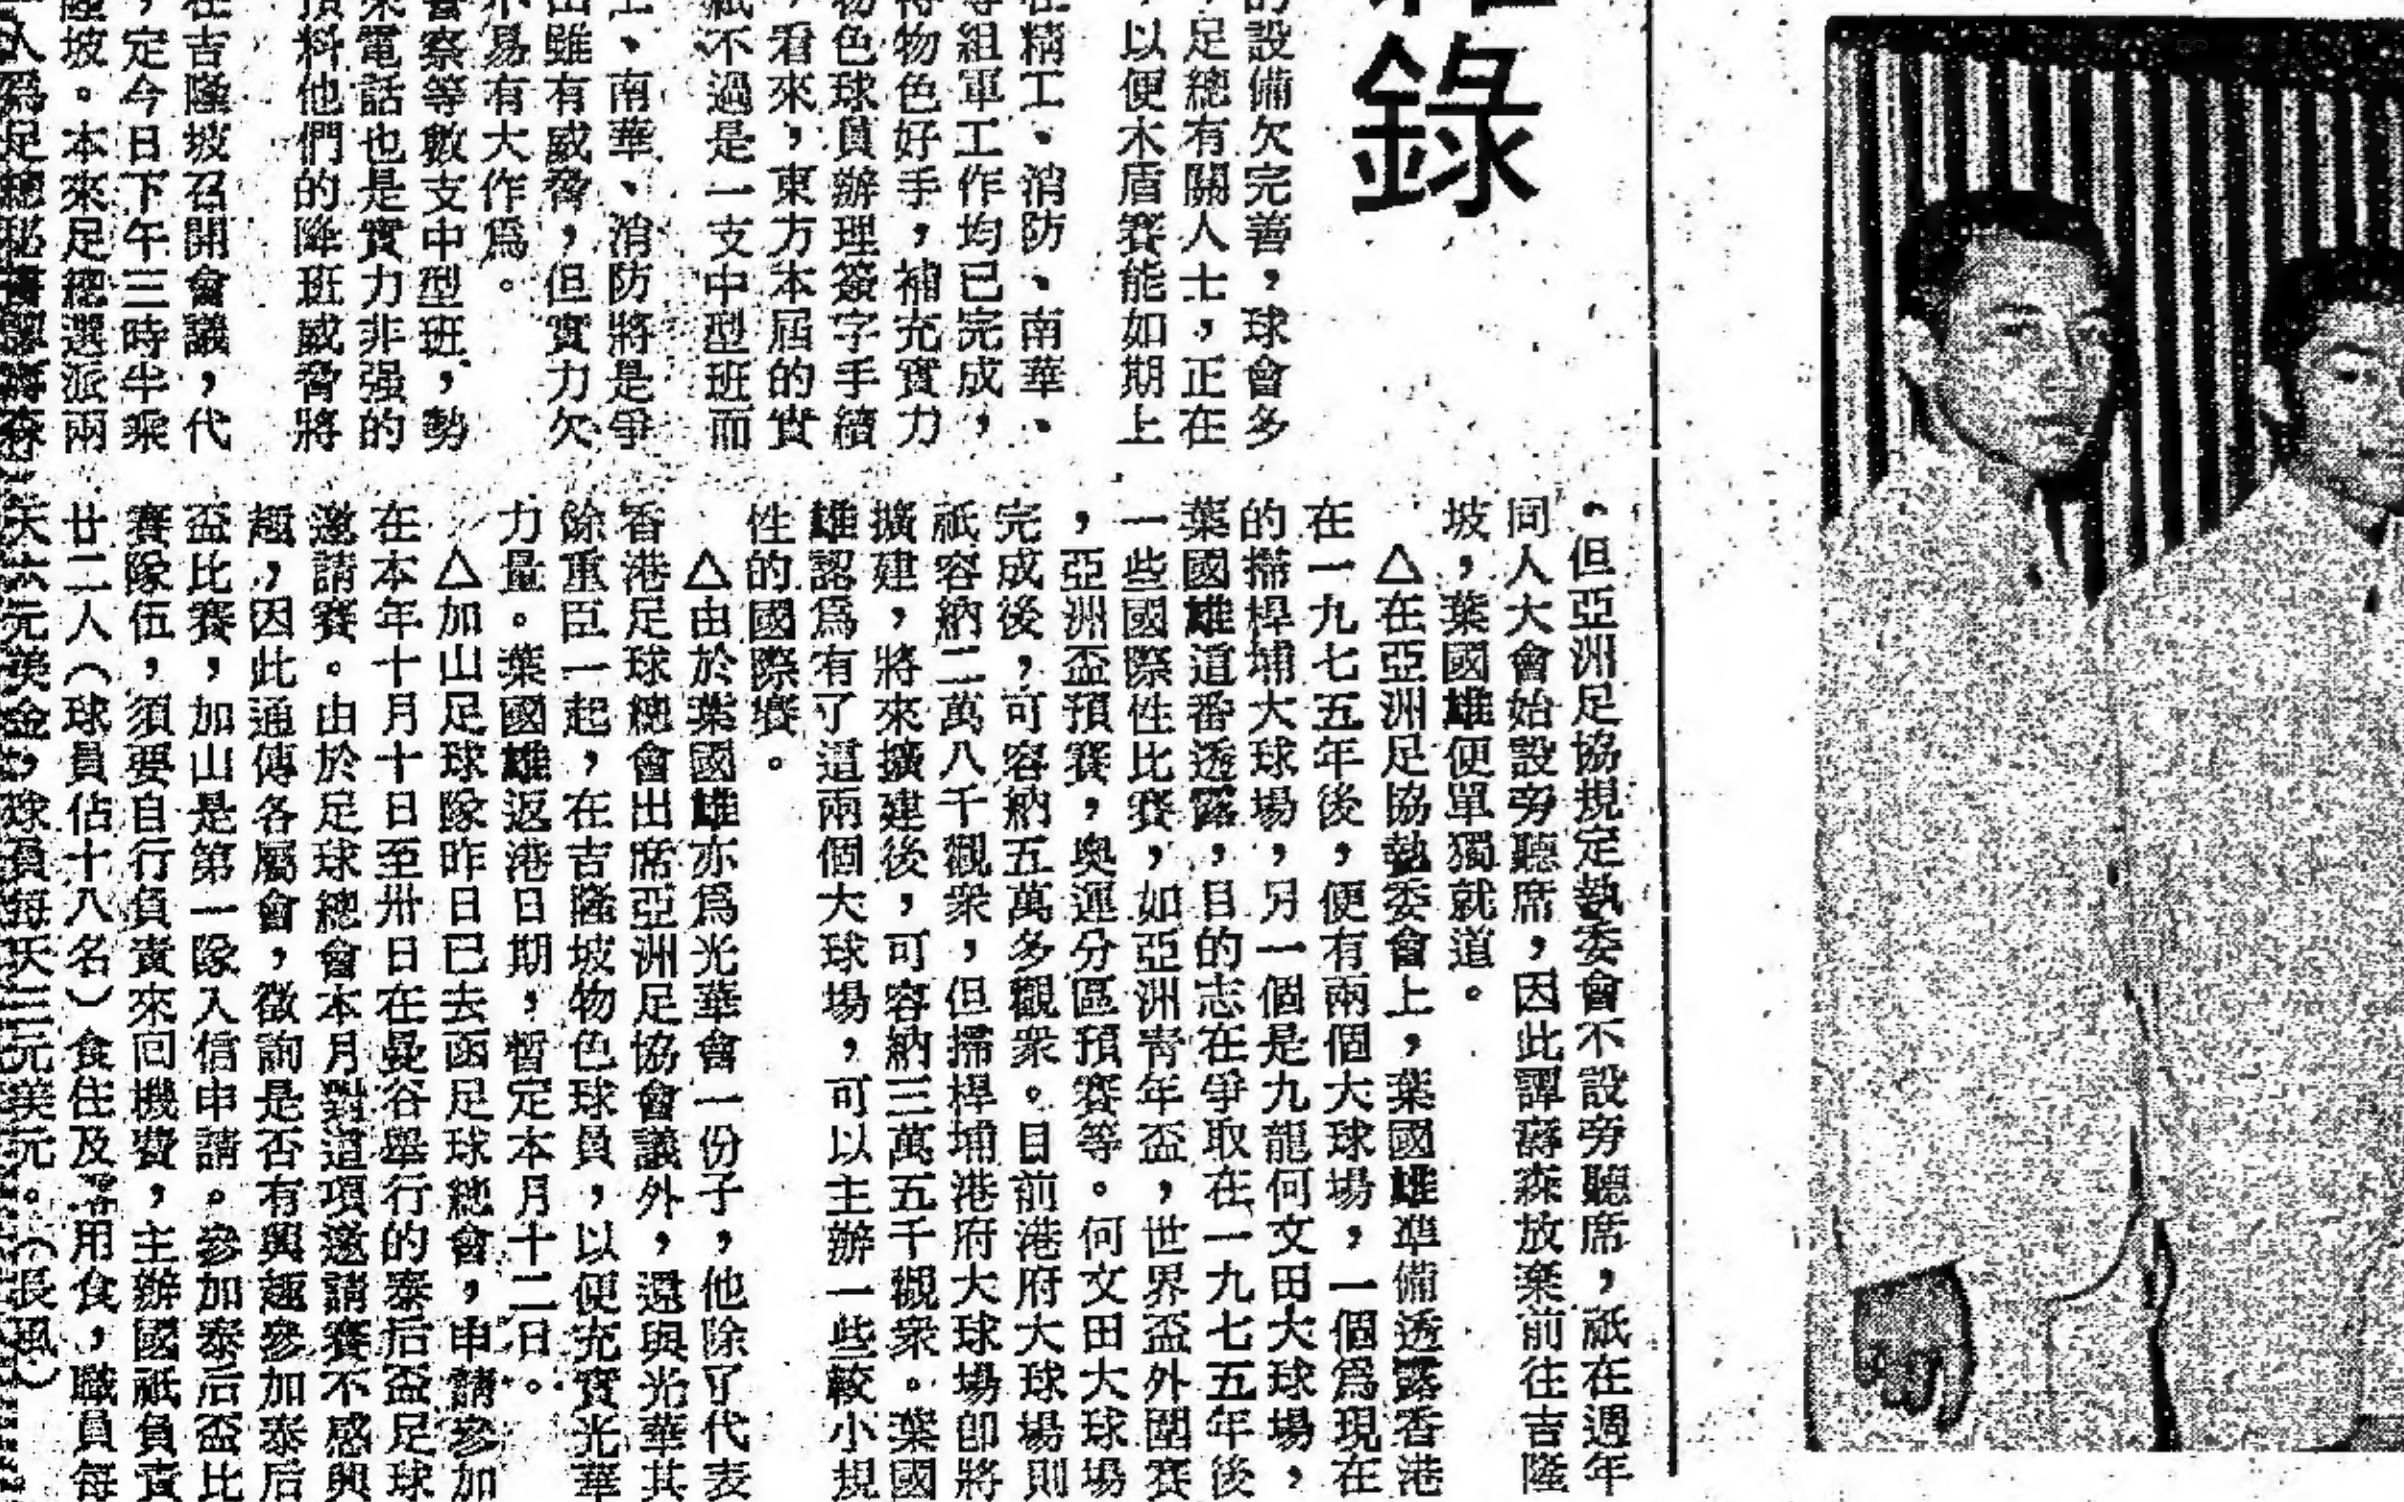 錄
的設備欠完善，球會多
足總有關人士，正在
以便木盾賽能如期上
精工、消防、南華、
組軍工作均已完成，
物色好手，補充實力
物色球員辦理簽字手續
看來，東方本屆的實
祇不過是一支中型班而
、南華、消防將是爭
雖有威脅，但實力欠
不易有大作爲。
警察等數支中型班，勢
來電話也是實力非强的
預料他們的降班威脅將
在吉隆坡召開會議，代
，定今日下午三時半乘
隆坡。本來足總選派兩
人爲足總秘書譚壽森
，但亞洲足協規定執委會不設旁聽席，祇在週年
同人大會始設旁聽席，因此譚壽森放棄前往吉隆
坡，葉國雄便單獨就道。
△在亞洲足協執委會上，葉國雄準備透露香港
在一九七五年後，便有兩個大球場，一個爲現在
的掃桿埔大球場，另一個是九龍何文田大球場，
葉國雄道番透露，目的志在爭取在一九七五年後
一些國際性比賽，如亞洲青年盃，世界盃外圍賽
，亞洲盃預賽，奧運分區預賽等。何文田大球場
完成後，可容納五萬多觀衆。目前港府大球場則
祇容納二萬八千觀衆，但掃桿埔港府大球場卽將
擴建，將來擴建後，可容納三萬五千觀衆。葉國
雄認爲有了這兩個大球場，可以主辦一些較小規
性的國際賽。
△由於葉國雄亦爲光華會一份子，他除了代表
香港足球總會出席亞洲足協會議外，還與光華其
餘重臣一起，在吉隆坡物色球員，以便充實光華
力量。葉國雄返港日期，暫定本月十二日。
△加山足球隊昨日已去函足球總會，申請參加
在本年十月十日至卅日在曼谷舉行的泰后盃足球
邀請賽。由於足球總會本月對這項邀請賽不感興
趣，因此通傳各屬會，徵詢是否有興趣參加泰后
盃比賽，加山是第一隊入信申請。參加泰后盃比
賽隊伍，須要自行負責來回機費，主辦國祇負責
廿二人（球員佔十八名）食住及零用食，職員每
天六元美金，球員每天三元美元。（長風）